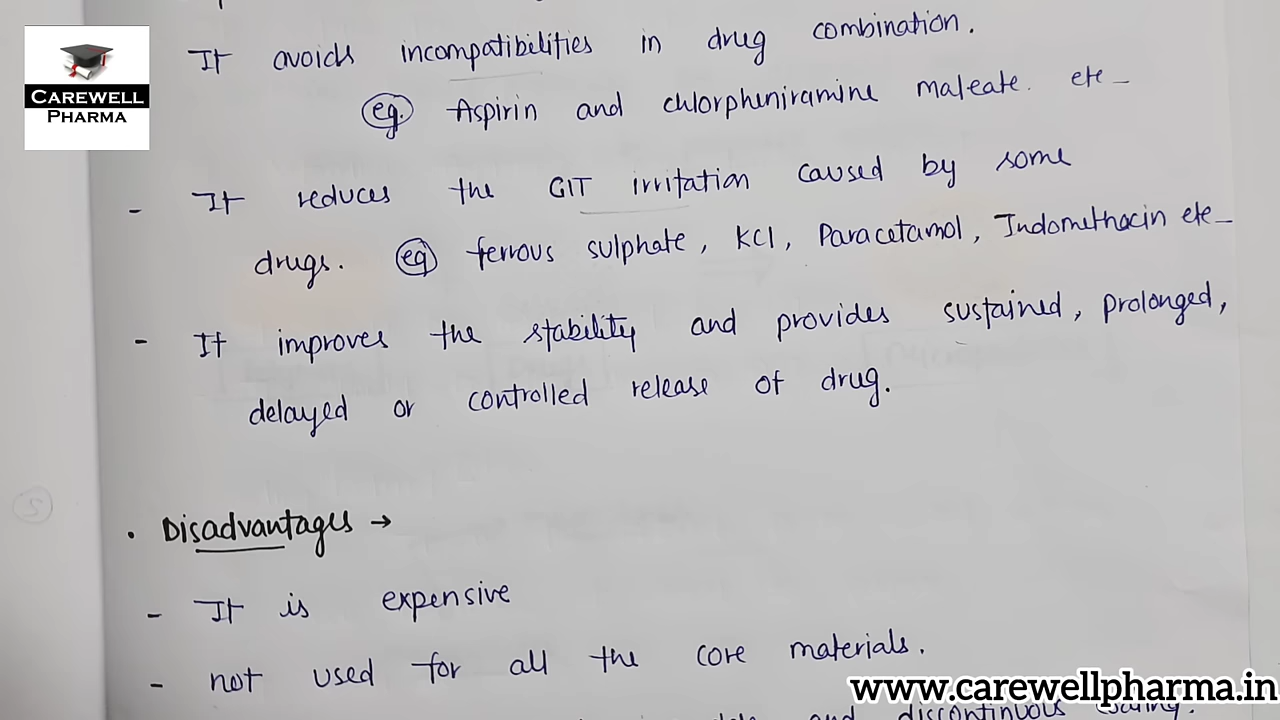 CAREWELL
PHARMA
It avoids incompatibilities in drug combination.
eg. Aspirin and chlorpheniramine maleate. etc
- It reduces the GIT irritation caused by some
drugs. eg ferrous sulphate, KCl, Paracetamol, Indomethacin etc
- It improves the stability and provides sustained, prolonged,
delayed or controlled release of drug.
• Disadvantages →
- It is expensive
- not used for all the core materials.
and discontinuous coating.
www.carewellpharma.in